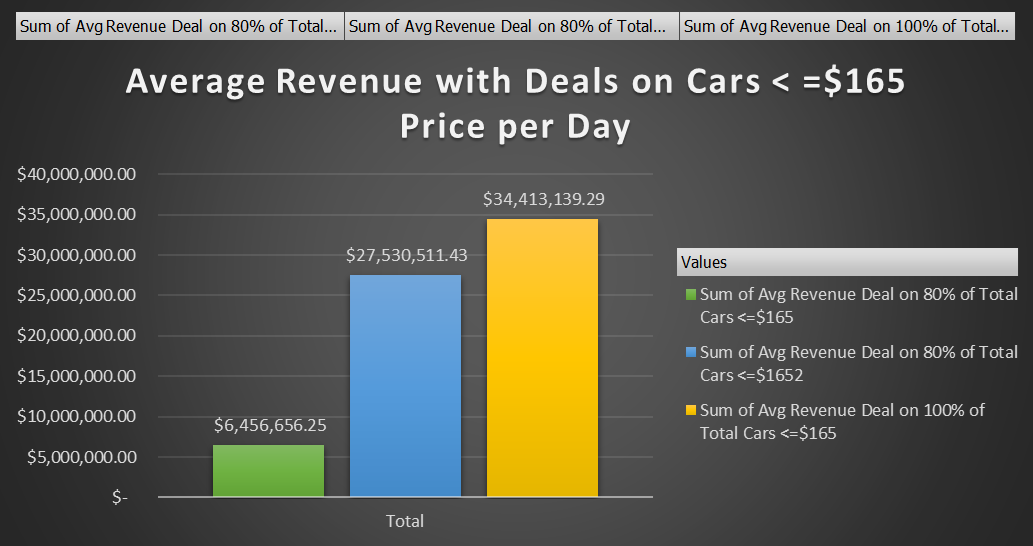 Sum of Avg Revenue Deal on 80% of Total...
Sum of Avg Revenue Deal on 80% of Total...
Sum of Avg Revenue Deal on 100% of Total...
Average Revenue with Deals on Cars < =$165
Price per Day
$40,000,000.00
$35,000,000.00
$30,000,000.00
$25,000,000.00
$20,000,000.00
$15,000,000.00
$10,000,000.00
$5,000,000.00
$-
$6,456,656.25
$27,530,511.43
$34,413,139.29
Total
Values
Sum of Avg Revenue Deal on 80% of Total
Cars <=$165
Sum of Avg Revenue Deal on 80% of Total
Cars <=$1652
Sum of Avg Revenue Deal on 100% of
Total Cars <=$165